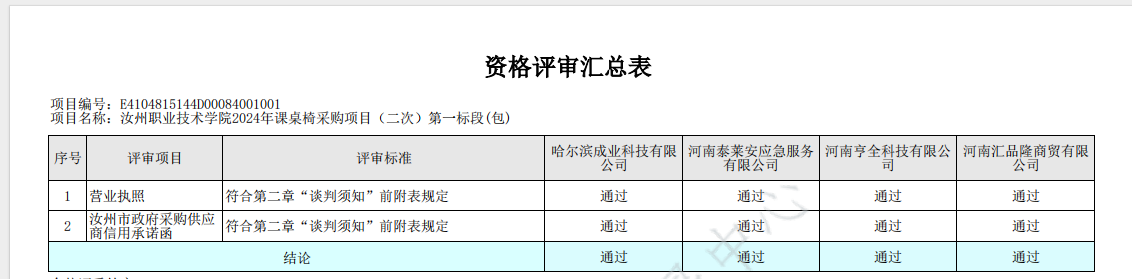 资格评审汇总表
项目编号：E4104815144D00084001001
项目名称：汝州职业技术学院2024年课桌椅采购项目（二次）第一标段(包)
序号 评审项目 评审标准 哈尔滨成业科技有限公司 河南泰莱安应急服务有限公司 河南亨全科技有限公司 河南汇品隆商贸有限公司
1 营业执照 符合第二章“谈判须知”前附表规定 通过 通过 通过 通过
2 汝州市政府采购供应商信用承诺函 符合第二章“谈判须知”前附表规定 通过 通过 通过 通过
结论 通过 通过 通过 通过
中心